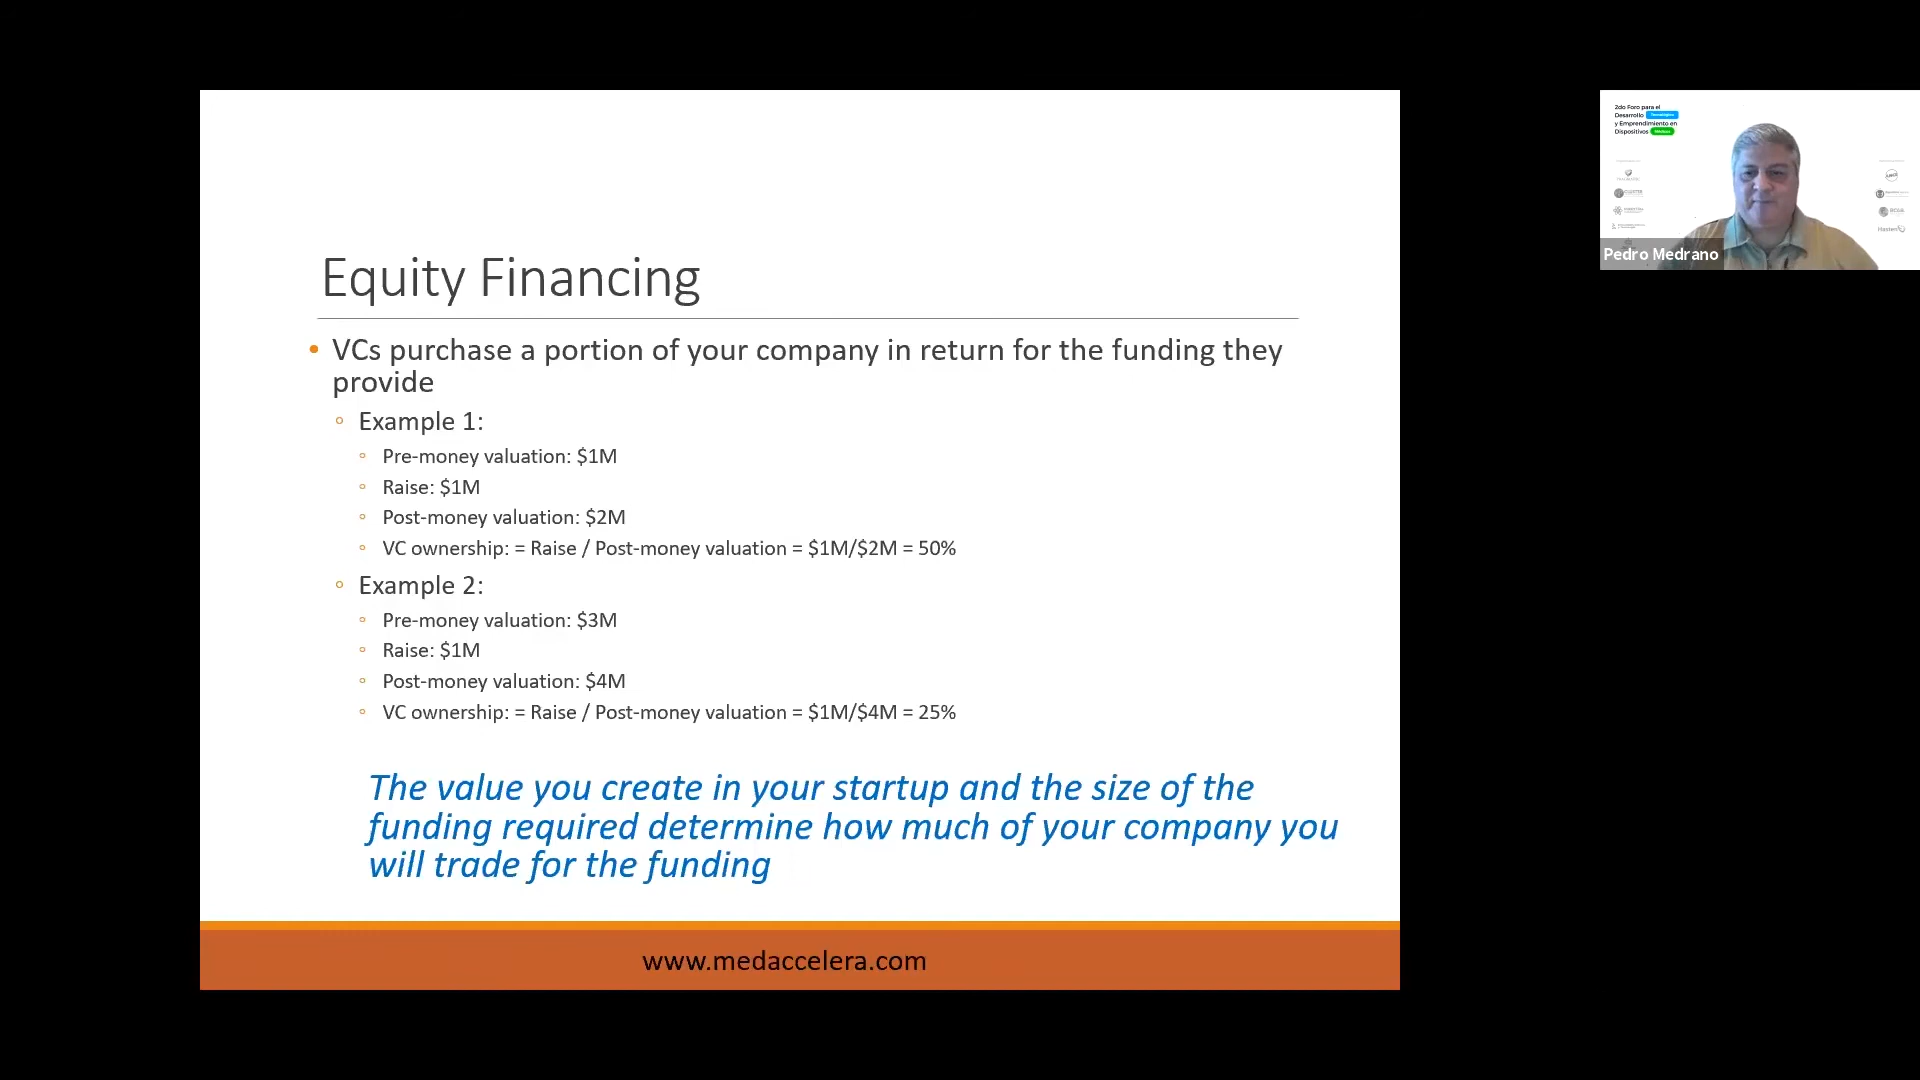 Equity Financing
• VCs purchase a portion of your company in return for the funding they
provide
◦ Example 1:
◦ Pre-money valuation: $1M
◦ Raise: $1M
◦ Post-money valuation: $2M
◦ VC ownership: = Raise / Post-money valuation = $1M/$2M = 50%
◦ Example 2:
◦ Pre-money valuation: $3M
◦ Raise: $1M
◦ Post-money valuation: $4M
◦ VC ownership: = Raise / Post-money valuation = $1M/$4M = 25%
The value you create in your startup and the size of the
funding required determine how much of your company you
will trade for the funding
www.medaccelera.com
2do Foro para el
Desarrollo Tecnológico
y Emprendimiento en
Dispositivos Médicos
CLUSTER
Pedro Medrano